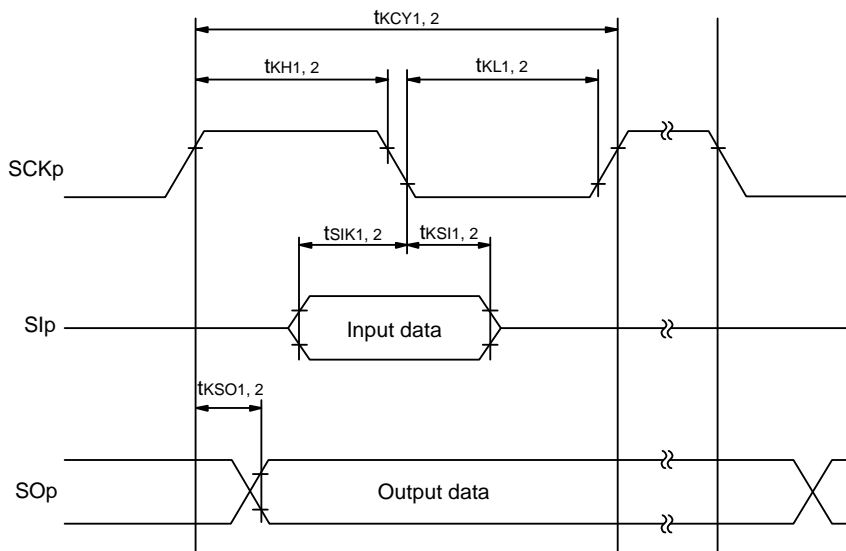 tKCY1, 2
tKH1, 2
tKL1, 2
SCKp
tSIK1, 2
tKSI1, 2
SIp
Input data
tKSO1, 2
SOp
Output data